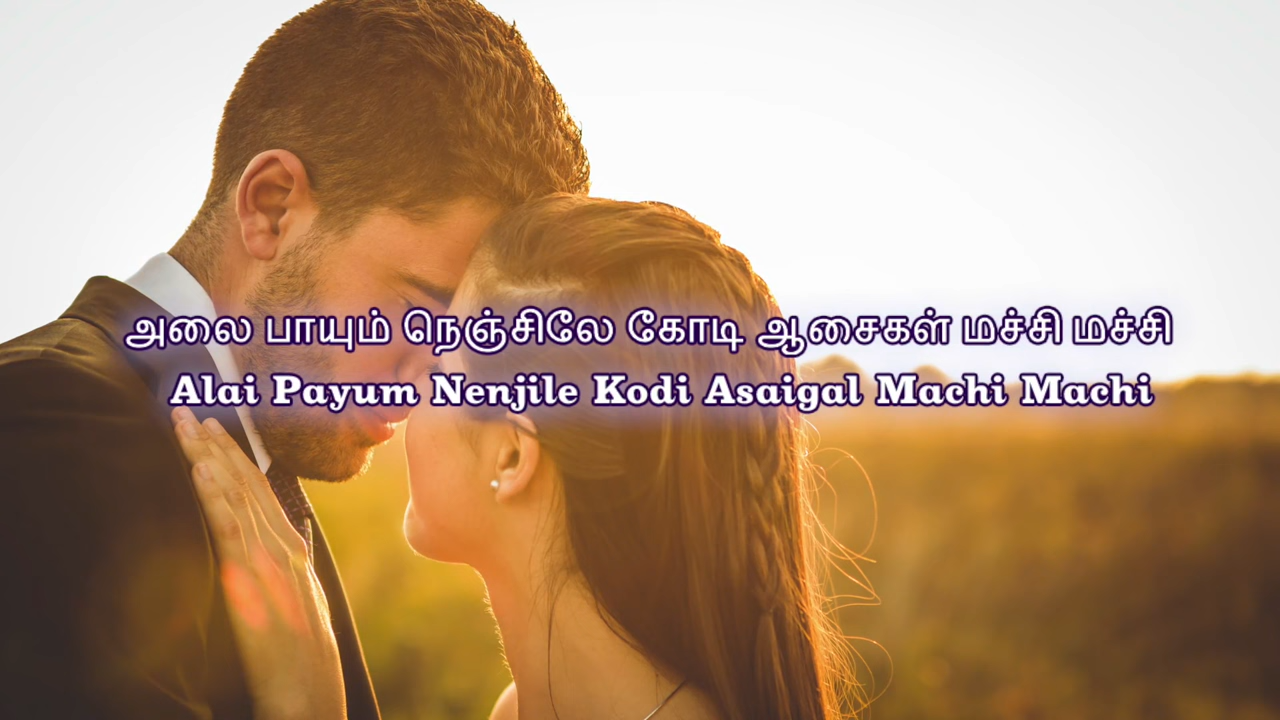 அலை பாயும் நெஞ்சிலே கோடி ஆசைகள் மச்சி மச்சி
Alai Payum Nenjile Kodi Asaigal Machi Machi